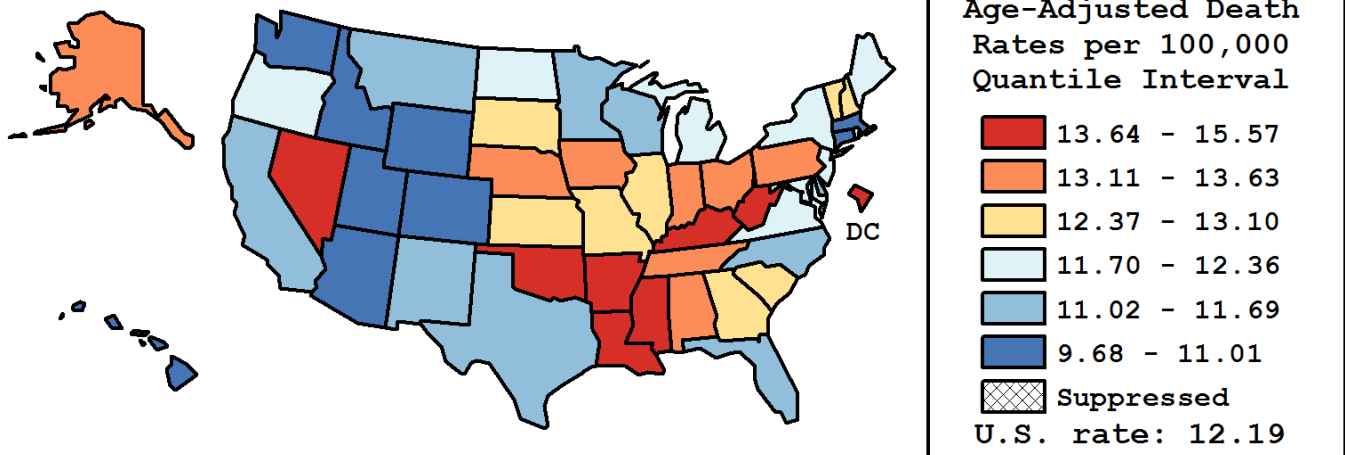 DC
Age-Adjusted Death
Rates per 100,000
Quantile Interval
13.64 - 15.57
13.11 - 13.63
12.37 - 13.10
11.70 - 12.36
11.02 - 11.69
9.68 - 11.01
Suppressed
U.S. rate: 12.19